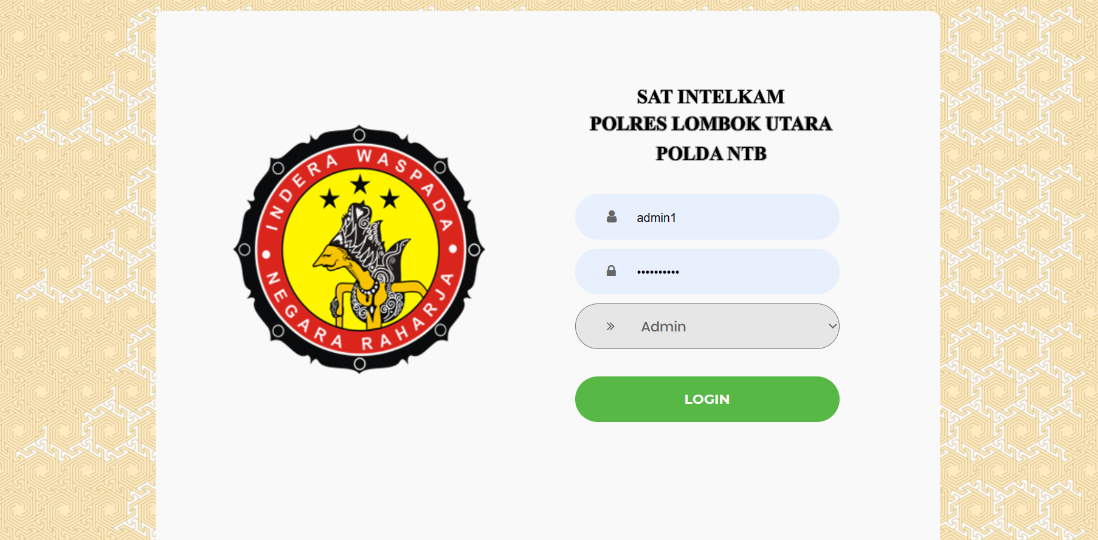 INDERA WASPADA
NEGARA RAHARJA
SAT INTELKAM
POLRES LOMBOK UTARA
POLDA NTB
admin1
••••••••••
Admin
LOGIN